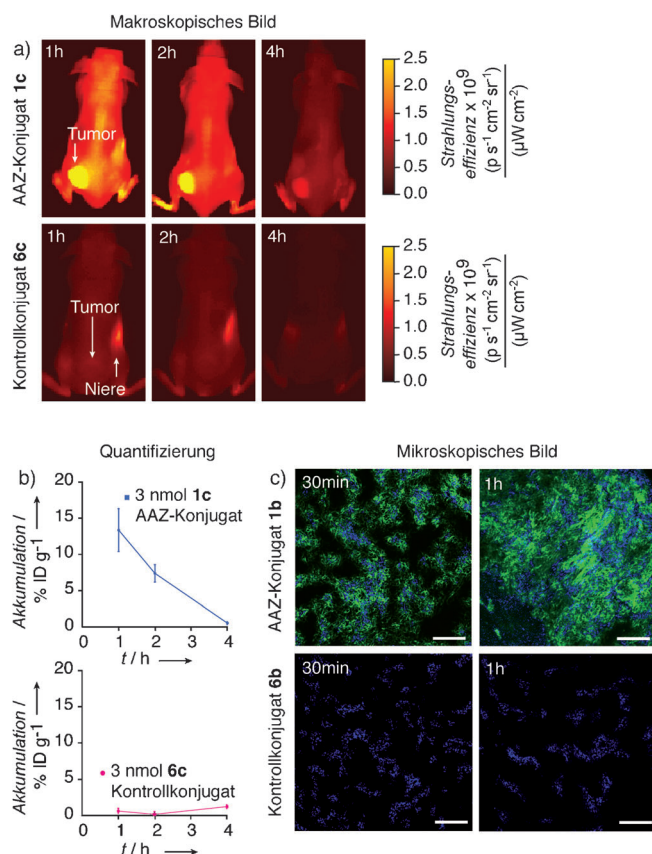 Makroskopisches Bild
a)
AAZ-Konjugat 1c
1h
2h
4h
Tumor
2.5
2.0
1.5
1.0
0.5
0.0
Strahlungs-
effizienz x 10⁹
(p s⁻¹ cm⁻² sr⁻¹)
(µW cm⁻²)
Kontrollkonjugat 6c
1h
2h
4h
Tumor
Niere
2.5
2.0
1.5
1.0
0.5
0.0
Strahlungs-
effizienz x 10⁹
(p s⁻¹ cm⁻² sr⁻¹)
(µW cm⁻²)
Quantifizierung
b)
Akkumulation /
% ID g⁻¹
20
15
10
5
0
3 nmol 1c
AAZ-Konjugat
0 1 2 3 4
t / h
Akkumulation /
% ID g⁻¹
20
15
10
5
0
3 nmol 6c
Kontrollkonjugat
0 1 2 3 4
t / h
Mikroskopisches Bild
c)
AAZ-Konjugat 1b
30min
1h
Kontrollkonjugat 6b
30min
1h